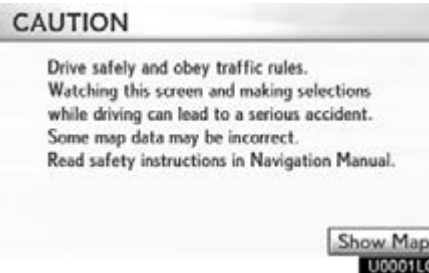 CAUTION
Drive safely and obey traffic rules.
Watching this screen and making selections
while driving can lead to a serious accident.
Some map data may be incorrect.
Read safety instructions in Navigation Manual.
Show Map